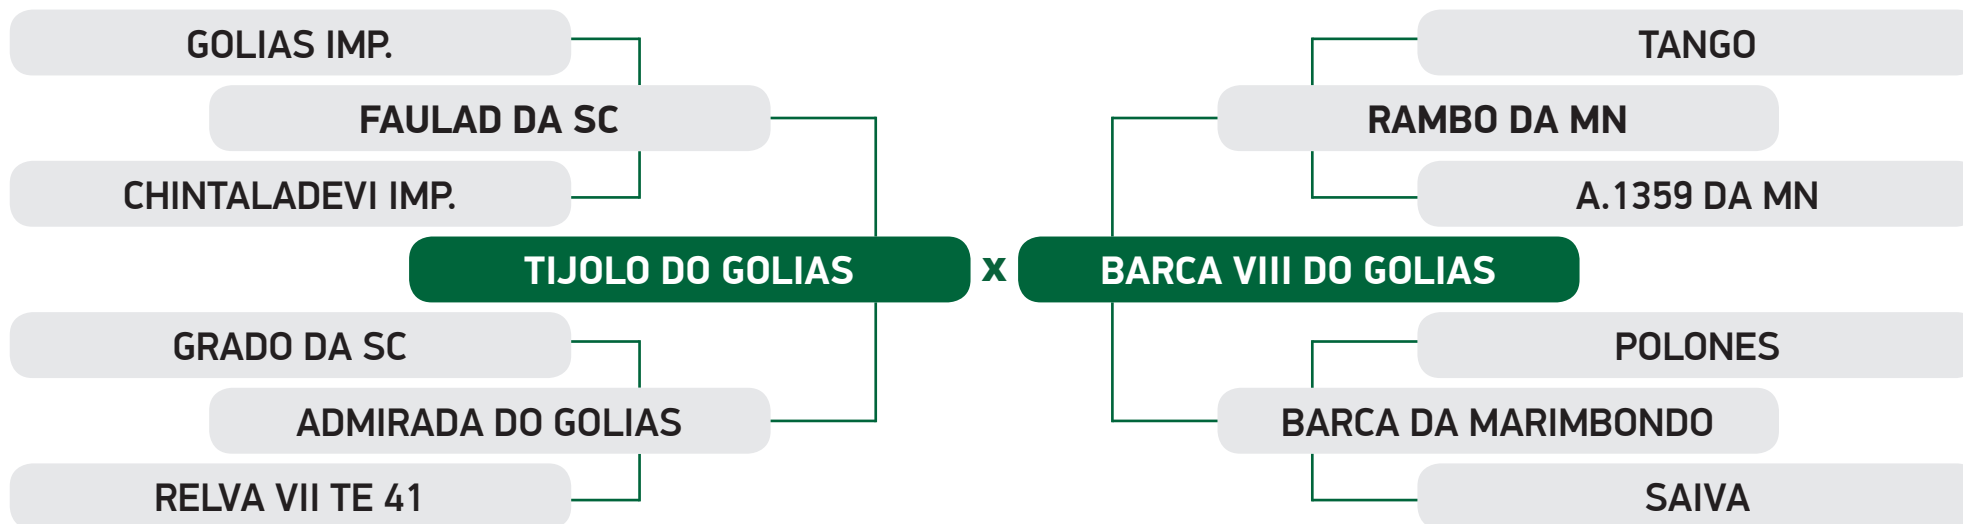 GOLIAS IMP.
TANGO
FAULAD DA SC
RAMBO DA MN
CHINTALADEVI IMP.
A.1359 DA MN
TIJOLO DO GOLIAS x BARCA VIII DO GOLIAS
GRADO DA SC
POLONES
ADMIRADA DO GOLIAS
BARCA DA MARIMBONDO
RELVA VII TE 41
SAIVA